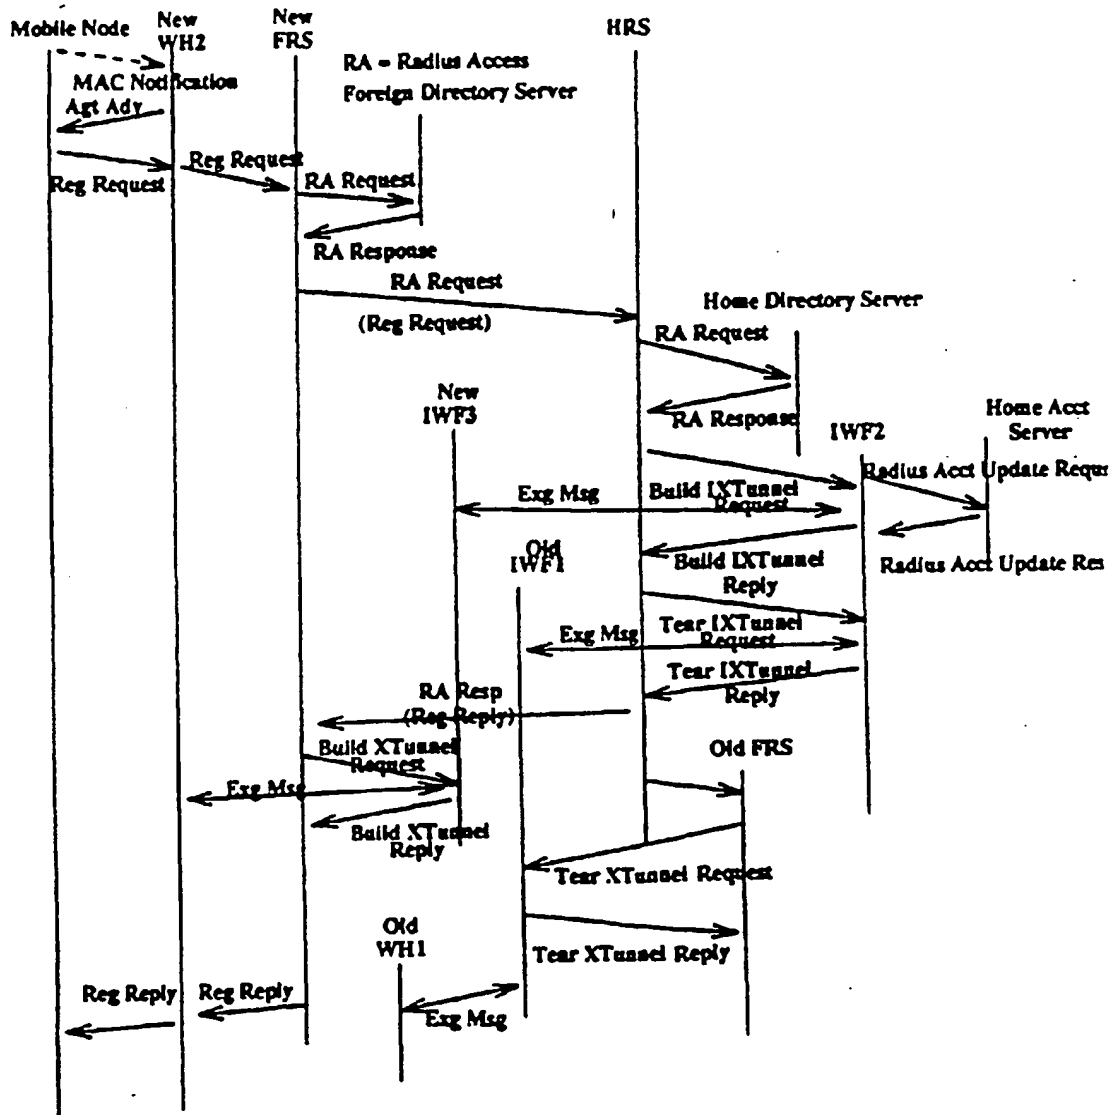 Mobile Node
New
WH2
New
FRS
HRS
RA = Radius Access
Foreign Directory Server
MAC Notification
Agt Adv
Reg Request
Reg Request
RA Request
RA Response
RA Request
(Reg Request)
Home Directory Server
RA Request
RA Response
New
IWF3
IWF2
Home Acct
Server
Radius Acct Update Reque
Exg Msg
Build IXTunnel
Request
Build IXTunnel
Reply
Radius Acct Update Res
Old
IWF1
Exg Msg
Tear IXTunnel
Request
Tear IXTunnel
Reply
RA Resp
(Reg Reply)
Build XTunnel
Request
Exg Msg
Build XTunnel
Reply
Old FRS
Tear XTunnel Request
Tear XTunnel Reply
Old
WH1
Reg Reply
Reg Reply
Exg Msg